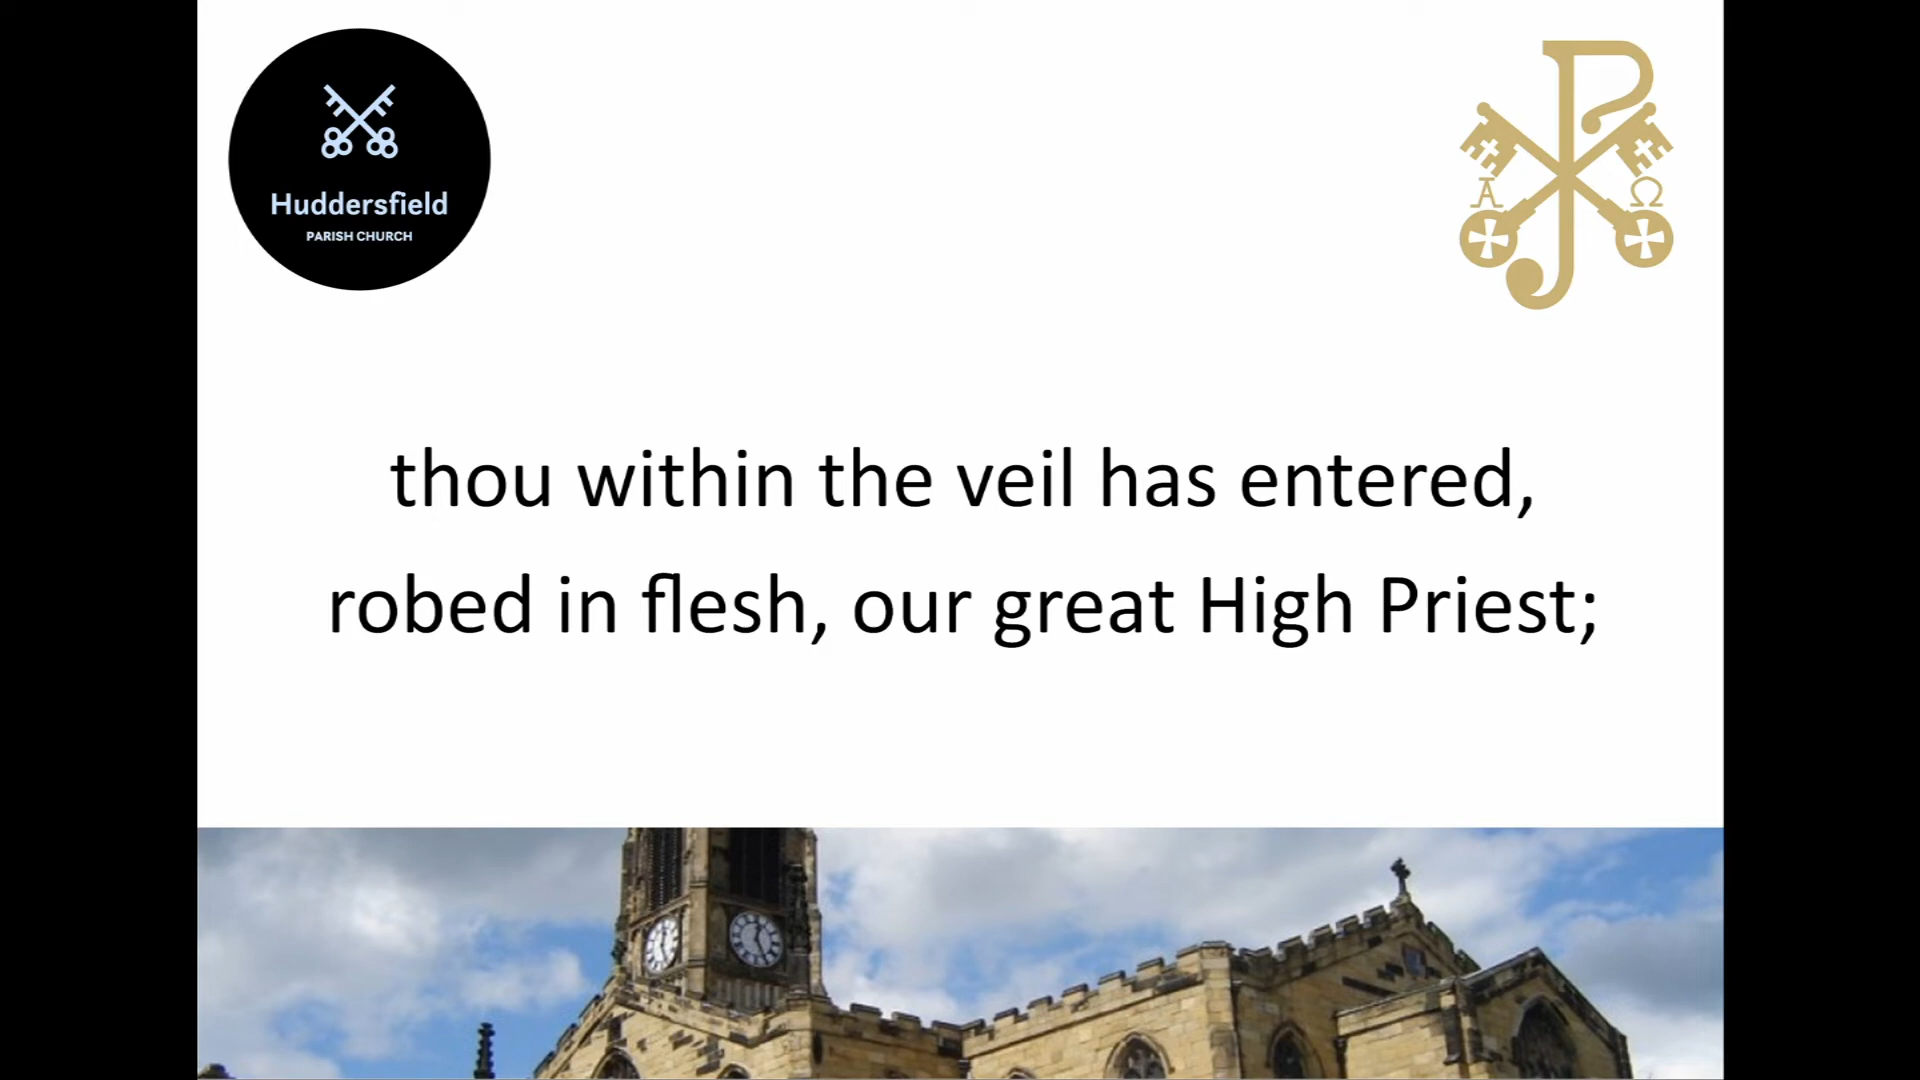 Huddersfield
PARISH CHURCH
Α Ω
thou within the veil has entered,
robed in flesh, our great High Priest;